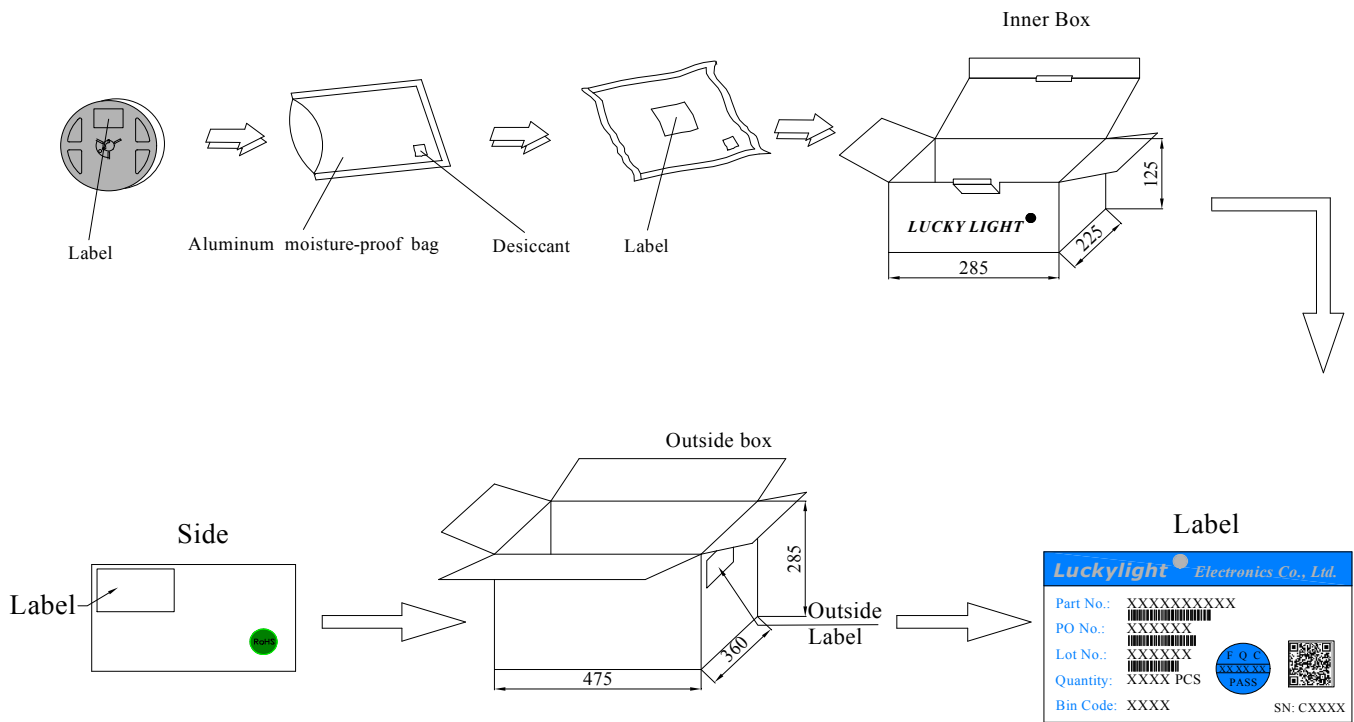 Inner Box
Label
Aluminum moisture-proof bag
Desiccant
Label
LUCKY LIGHT
125
225
285
Outside box
Side
Label
RoHS
285
360
475
Outside
Label
Label
Luckylight Electronics Co., Ltd.
Part No.: XXXXXXXXXX
PO No.: XXXXXX
Lot No.: XXXXXX
Quantity: XXXX PCS
Bin Code: XXXX
F Q C
XXXXXX
PASS
SN: CXXXX